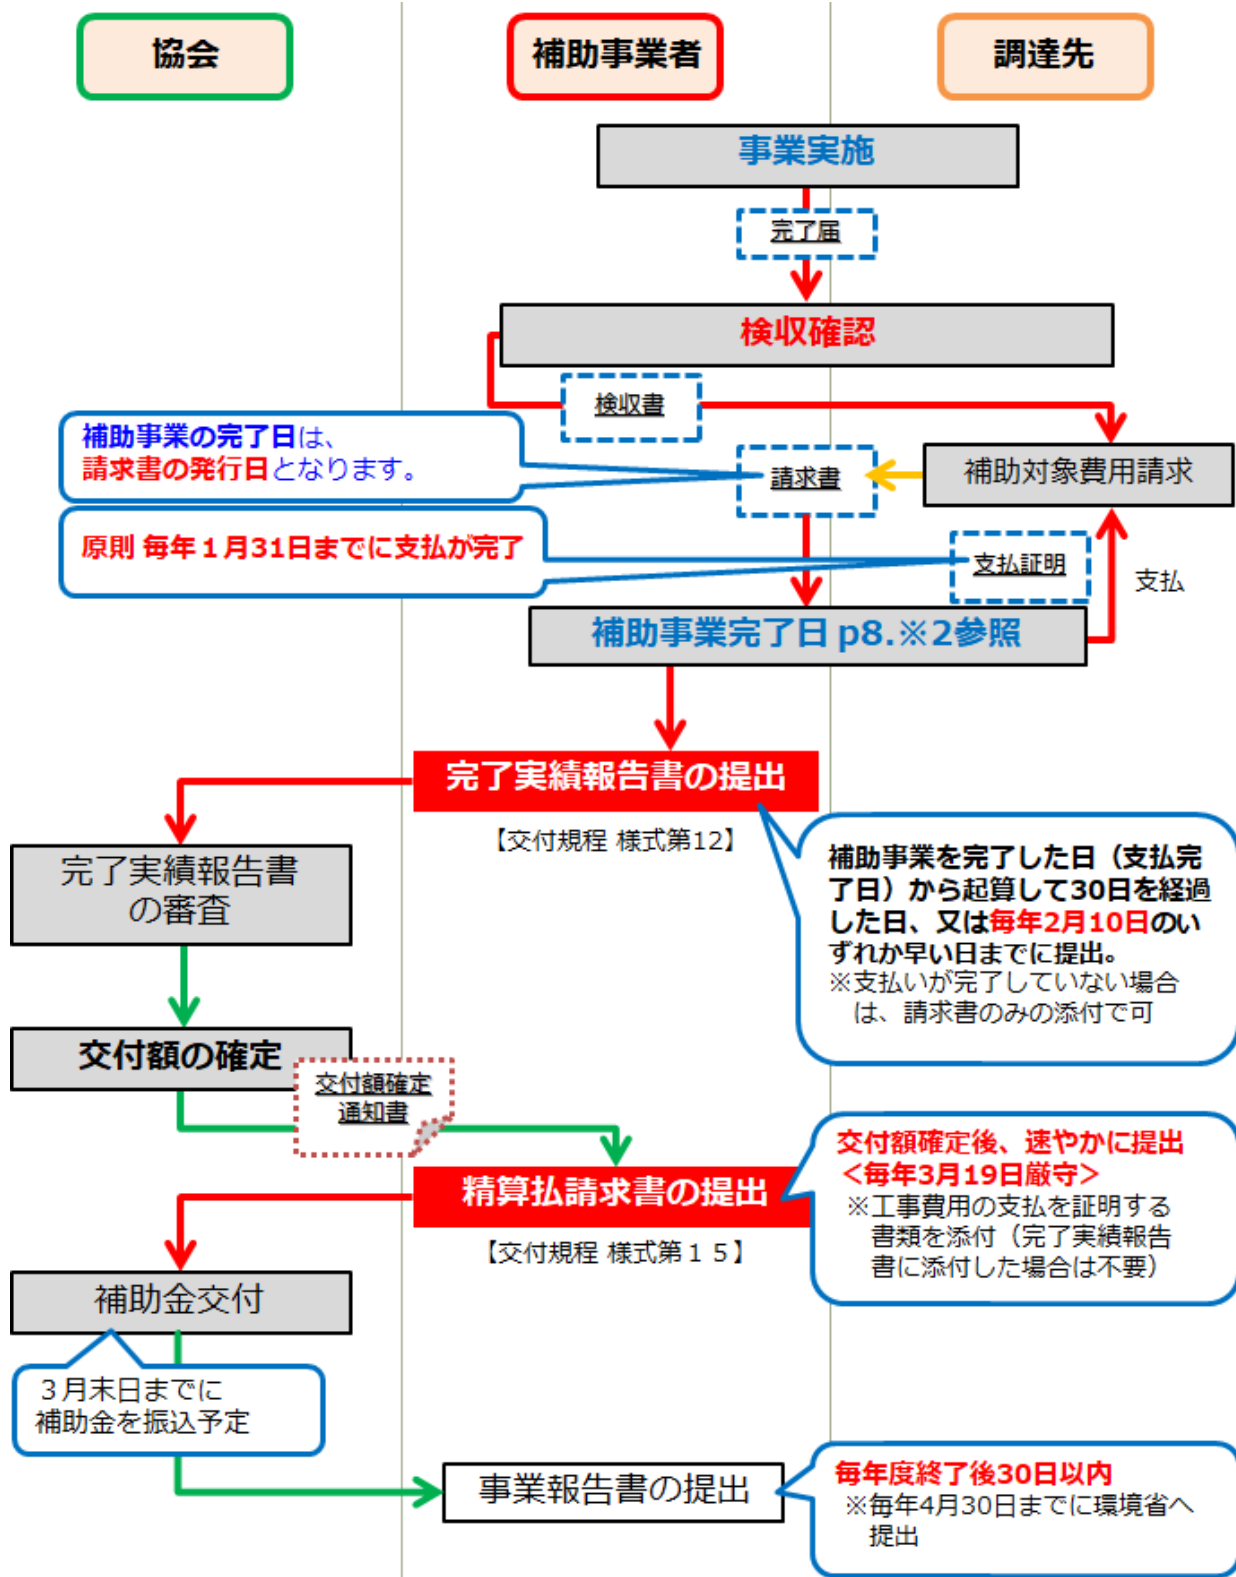 協会
補助事業者
調達先
事業実施
完了届
検収確認
検収書
補助事業の完了日は、
請求書の発行日となります。
請求書
補助対象費用請求
原則 毎年１月31日までに支払が完了
支払証明
支払
補助事業完了日 p8.※2参照
完了実績報告書の提出
【交付規程 様式第12】
補助事業を完了した日（支払完
了日）から起算して30日を経過
した日、又は毎年2月10日のい
ずれか早い日までに提出。
※支払いが完了していない場合
は、請求書のみの添付で可
完了実績報告書
の審査
交付額の確定
交付額確定
通知書
交付額確定後、速やかに提出
＜毎年3月19日厳守＞
※工事費用の支払を証明する
書類を添付（完了実績報告
書に添付した場合は不要）
精算払請求書の提出
【交付規程 様式第１５】
補助金交付
３月末日までに
補助金を振込予定
事業報告書の提出
毎年度終了後30日以内
※毎年4月30日までに環境省へ
提出